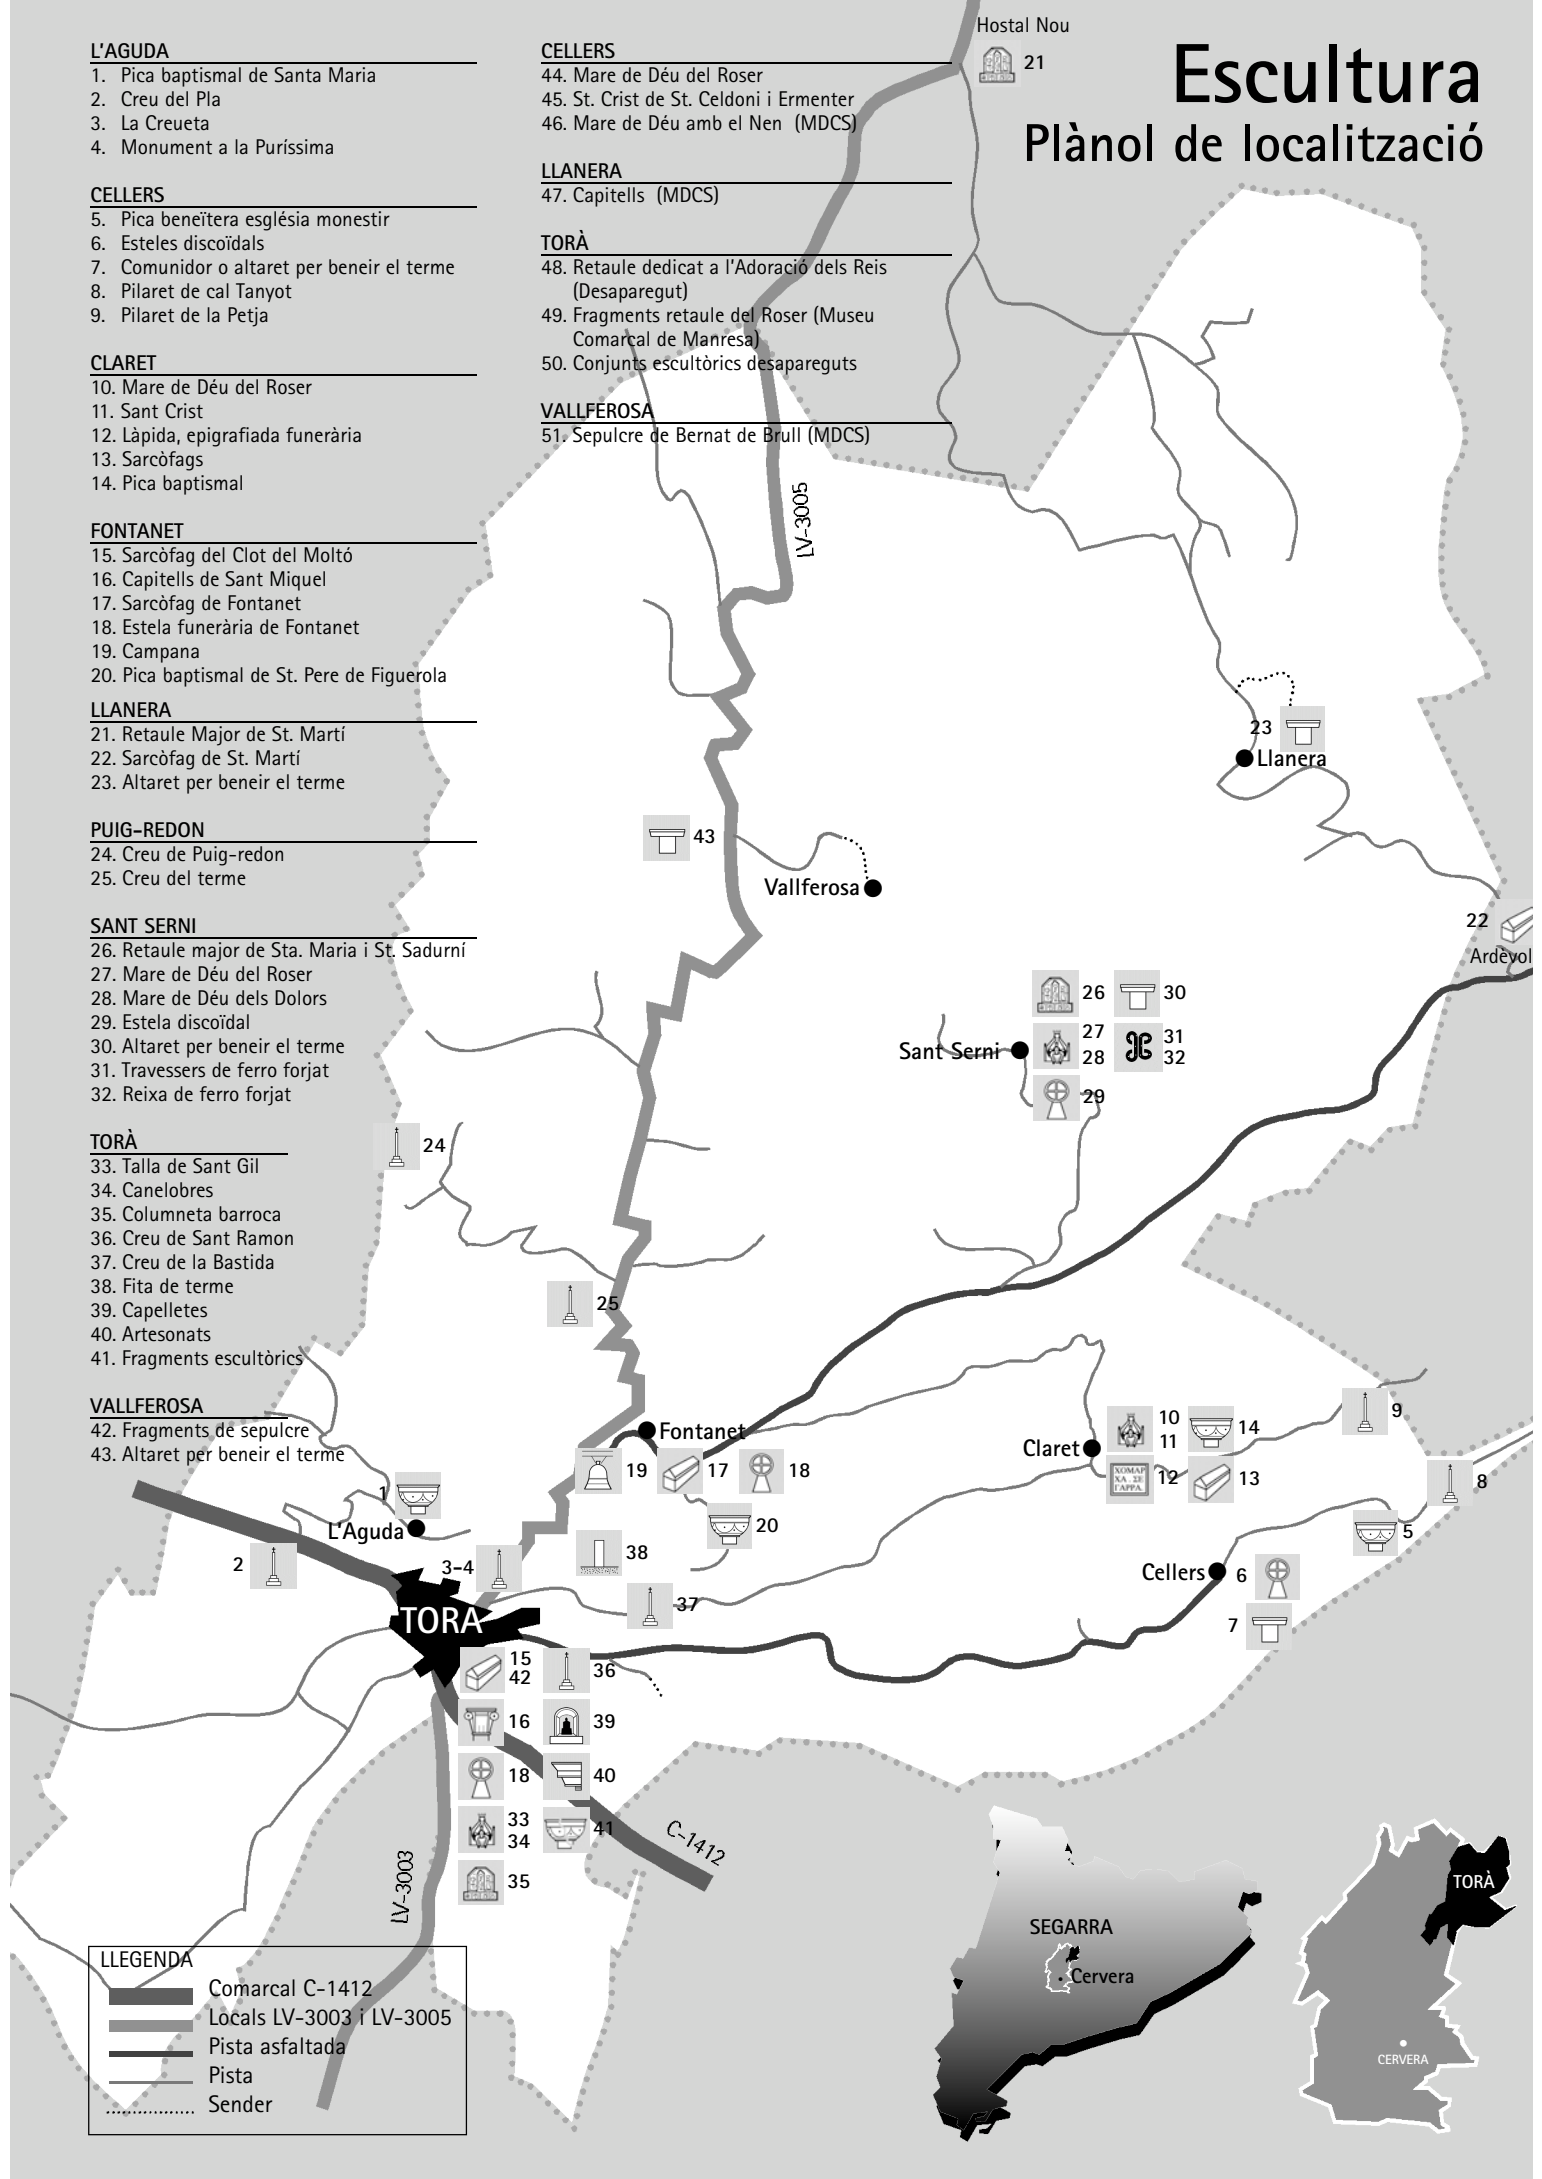 Escultura
Plànol de localització
L'AGUDA
1. Pica baptismal de Santa Maria
2. Creu del Pla
3. La Creueta
4. Monument a la Puríssima
CELLERS
5. Pica beneïtera església monestir
6. Esteles discoïdals
7. Comunidor o altaret per beneir el terme
8. Pilaret de cal Tanyot
9. Pilaret de la Petja
CLARET
10. Mare de Déu del Roser
11. Sant Crist
12. Làpida, epigrafiada funerària
13. Sarcòfags
14. Pica baptismal
FONTANET
15. Sarcòfag del Clot del Moltó
16. Capitells de Sant Miquel
17. Sarcòfag de Fontanet
18. Estela funerària de Fontanet
19. Campana
20. Pica baptismal de St. Pere de Figuerola
LLANERA
21. Retaule Major de St. Martí
22. Sarcòfag de St. Martí
23. Altaret per beneir el terme
PUIG-REDON
24. Creu de Puig-redon
25. Creu del terme
SANT SERNI
26. Retaule major de Sta. Maria i St. Sadurní
27. Mare de Déu del Roser
28. Mare de Déu dels Dolors
29. Estela discoïdal
30. Altaret per beneir el terme
31. Travessers de ferro forjat
32. Reixa de ferro forjat
TORÀ
33. Talla de Sant Gil
34. Canelobres
35. Columneta barroca
36. Creu de Sant Ramon
37. Creu de la Bastida
38. Fita de terme
39. Capelletes
40. Artesonats
41. Fragments escultòrics
VALLFEROSA
42. Fragments de sepulcre
43. Altaret per beneir el terme
CELLERS
44. Mare de Déu del Roser
45. St. Crist de St. Celdoni i Ermenter
46. Mare de Déu amb el Nen (MDCS)
LLANERA
47. Capitells (MDCS)
TORÀ
48. Retaule dedicat a l'Adoració dels Reis
(Desaparegut)
49. Fragments retaule del Roser (Museu
Comarcal de Manresa)
50. Conjunts escultòrics desapareguts
VALLFEROSA
51. Sepulcre de Bernat de Brull (MDCS)
Hostal Nou
21
LV-3005
23
Llanera
43
Vallferosa
22
Ardèvol
26
30
Sant Serni
27
28
31
32
29
24
25
Fontanet
19
17
18
20
Claret
10
11
14
XOMAP
XA . ΣE
ΓAPPA.
12
13
9
8
5
Cellers
6
7
1
L'Aguda
2
3-4
38
37
TORÀ
15
42
36
16
39
18
40
33
34
41
35
C-1412
LV-3003
LLEGENDA
Comarcal C-1412
Locals LV-3003 i LV-3005
Pista asfaltada
Pista
Sender
SEGARRA
Cervera
TORÀ
CERVERA